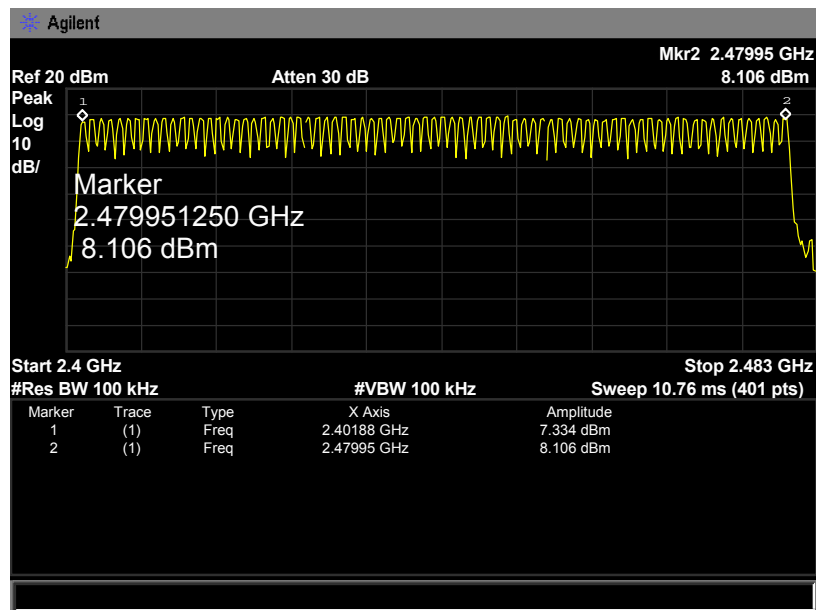 Agilent
Mkr2 2.47995 GHz
Ref 20 dBm Atten 30 dB 8.106 dBm
Peak
Log
10
dB/
1
2
Marker
2.479951250 GHz
8.106 dBm
Start 2.4 GHz Stop 2.483 GHz
#Res BW 100 kHz #VBW 100 kHz Sweep 10.76 ms (401 pts)
Marker Trace Type X Axis Amplitude
1 (1) Freq 2.40188 GHz 7.334 dBm
2 (1) Freq 2.47995 GHz 8.106 dBm